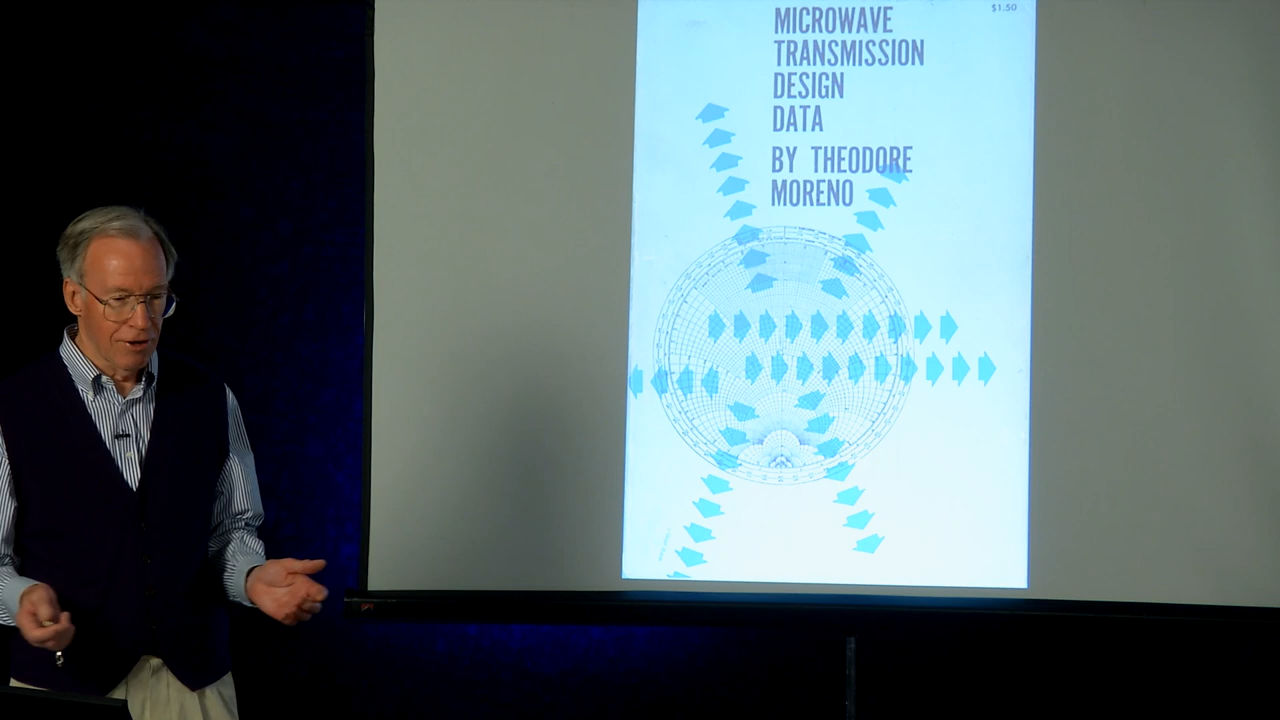 $1.50
MICROWAVE
TRANSMISSION
DESIGN
DATA
BY THEODORE
MORENO